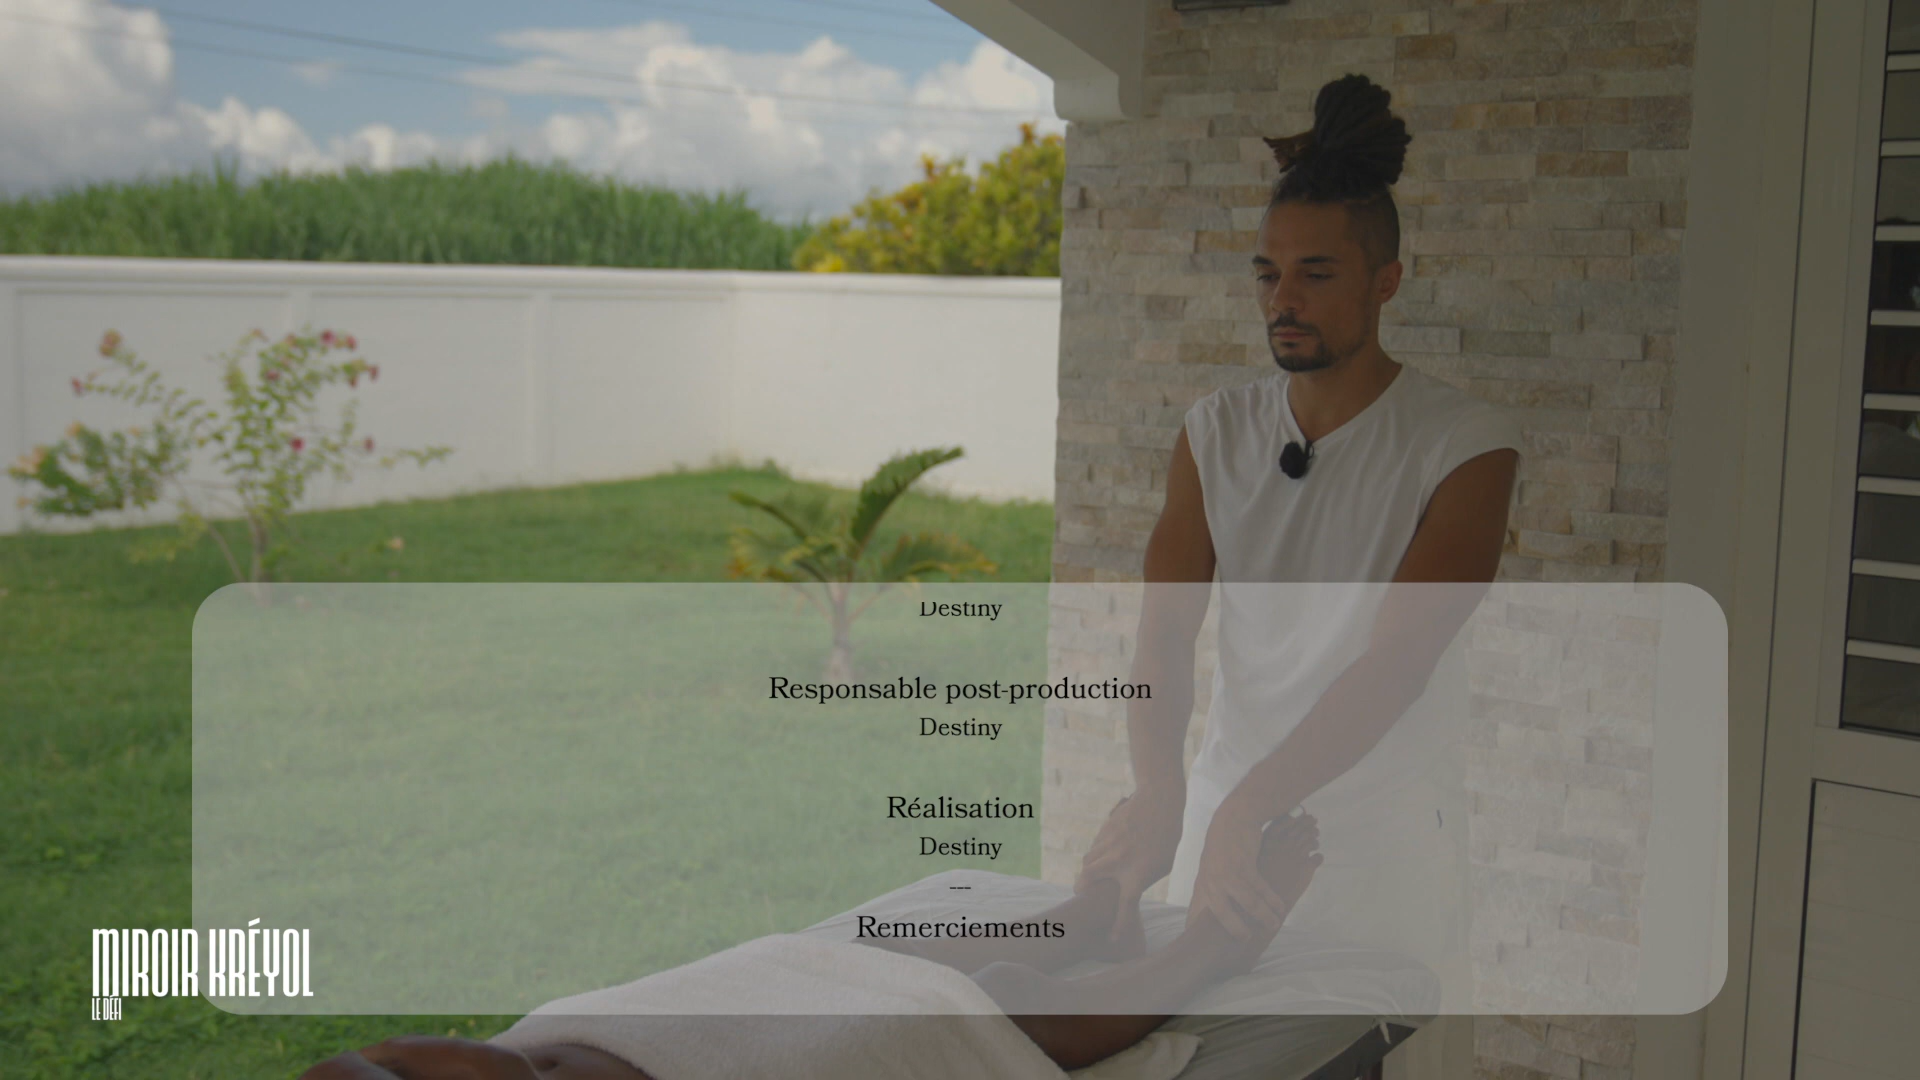 Destiny
Responsable post-production
Destiny
Réalisation
Destiny
---
Remerciements
MIROIR KRÉYOL
LE DÉFI